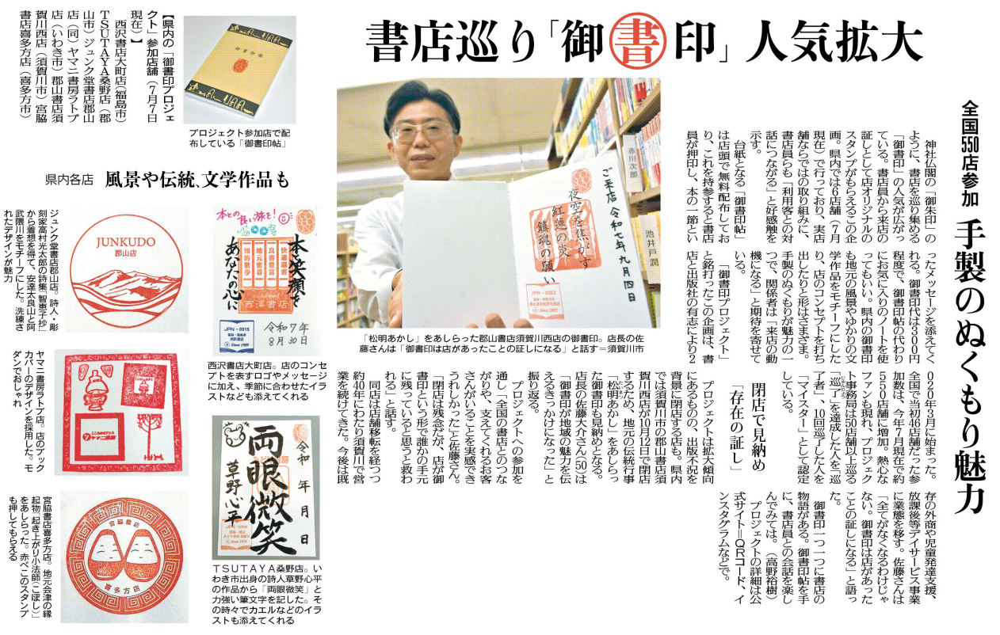 書店巡り「御書印」人気拡大
全国550店参加 手製のぬくもり魅力
神社仏閣の「御朱印」の
ように、書店を巡り集める
「御書印」の人気が広がっ
ている。書店員から来店の
証しとして店オリジナルの
スタンプがもらえるこの企
画。県内では6店舗(7月
現在)で行っており、実店
舗ならではの取り組みに、
書店員らも「利用客との対
話につながる」と好感触を
示す。
台紙となる「御書印帖」
は店頭で無料配布してお
り、これを持参すると書店
員が押印し、本の一節とい
ったメッセージを添えてく
れる。御書印代は300円
程度で、御書印帖の代わり
にお気に入りのノートを使
ってもいい。県内の御書印
も地元の風景やゆかりの文
学作品をモチーフにした
り、店のコンセプトを打ち
出したりと形はさまざま。
手製のぬくもりが魅力の一
つで、関係者は「来店の動
機になる」と期待を寄せて
いる。
「御書印プロジェクト」
と銘打ったこの企画は、書
店と出版社の有志により2
020年3月に始まった。
全国で当初46店舗だった参
加数は、今年7月現在で約
550店舗に増加。熱心な
ファンも現れ、プロジェク
ト事務局は50店舗以上巡る
「巡了」を達成した人を「巡
了者」、10回巡了した人を
「マイスター」として認定
している。
閉店で見納め
「存在の証し」
プロジェクトは拡大傾向
にあるものの、出版不況を
背景に閉店する店も。県内
では須賀川市の郡山書店須
賀川西店が10月12日で閉店
するため、地元の伝統行事
「松明あかし」をあしらっ
た御書印も見納めとなる。
店長の佐藤大介さん(50)は
「御書印が地域の魅力を伝
えるきっかけになった」と
振り返る。
プロジェクトへの参加を
通し「全国の書店とのつな
がりや、支えてくれるお客
さんがいることを実感でき
うれしかった」と佐藤さん。
「閉店は残念だが、店が御
書印という形で誰かの手元
に残っていると思うと救わ
れる」と話す。
同店は店舗移転を経つつ
約40年にわたり須賀川で営
業を続けてきた。今後は既
存の外商や児童発達支援、
放課後等デイサービス事業
に業態を移す。佐藤さんは
「全てがなくなるわけじゃ
ない。御書印は店があった
ことの証しになる」と語っ
た。
御書印一つ一つに書店の
物語がある。御書印帖を手
に、書店員との会話を楽し
んでみては。(高野裕樹)
プロジェクトの詳細は公
式サイト=QRコード、イ
ンスタグラムなどで。
赤川次郎
池井戸潤
ご来店 令和七年九月四日
夜空を焦がす
紅蓮の炎
鎮魂の願い
JPN-0362
Since 1987
「松明あかし」をあしらった郡山書店須賀川西店の御書印。店長の佐
藤さんは「御書印は店があったことの証しになる」と話す=須賀川市
御書印帖
プロジェクト参加店で配
布している「御書印帖」
【県内の「御書印プロジェ
クト」参加店舗(7月7日
現在)】
西沢書店大町店(福島市)
TSUTAYA桑野店(郡
山市)ジュンク堂書店郡山
店(同)ヤマニ書房ラトブ
店(いわき市)郡山書店須
賀川西店(須賀川市)宮脇
書店喜多方店(喜多方市)
県内各店 風景や伝統、文学作品も
本との良い旅を!
本と笑顔を
あなたの心に
快適読書
良書豊富
地元書斎
知的散歩
西澤書店
JPN-0315
福島・福島市
西沢書店
Since 1909
令和7年
8月30日
西沢書店大町店。店のコンセ
プトを表すロゴやメッセージ
に加え、季節に合わせたイラ
ストなども添えてくれる
JUNKUDO
郡山店
ジュンク堂書店郡山店。詩人・彫
刻家高村光太郎の詩集「智恵子抄」
から着想を得て、安達太良山と阿
武隈川をモチーフにした。洗練さ
れたデザインが魅力
こころのオアシス
ヤマニ書房
ヤマニ書房ラトブ店。店のブック
カバーのデザインを採用した。モ
ダンでおしゃれ
令和 年 月 日
両眼微笑
草野心平
TSUTAYA桑野店。い
わき市出身の詩人草野心平
の作品から「両眼微笑」と
力強い筆文字を記した。そ
の時々でカエルなどのイラ
ストも添えてくれる
宮脇書店
喜多方店
宮脇書店喜多方店。地元会津の縁
起物「起き上がり小法師(こぼし)」
をあしらった。赤べこのスタンプ
も押してもらえる